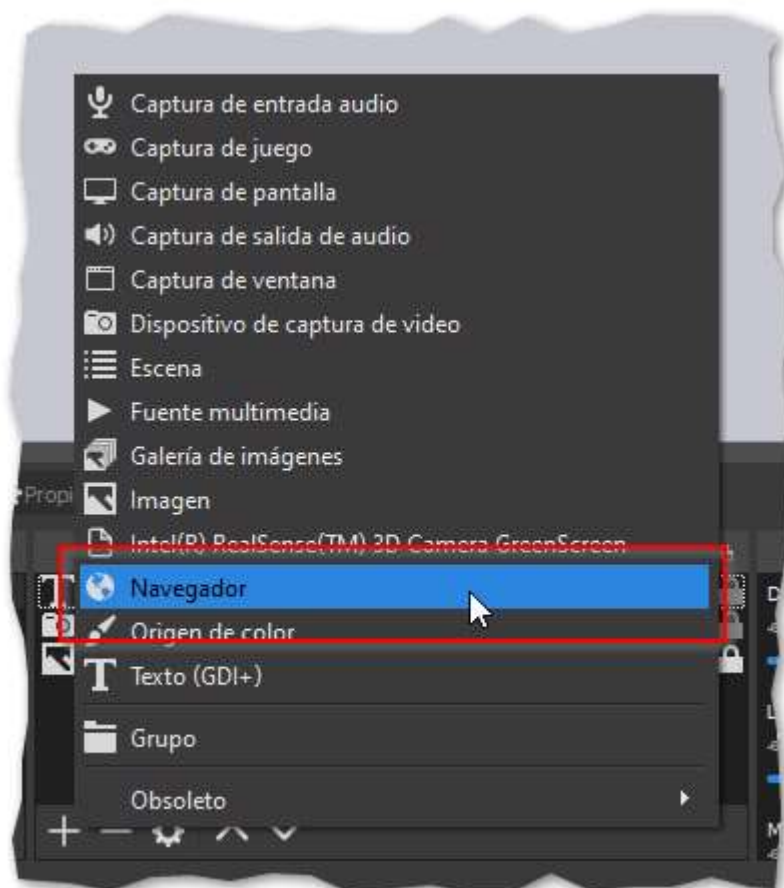 Captura de entrada audio
Captura de juego
Captura de pantalla
Captura de salida de audio
Captura de ventana
Dispositivo de captura de video
Escena
Fuente multimedia
Galería de imágenes
Propi
Imagen
Intel(R) RealSense(TM) 3D Camera GreenScreen
Navegador
Origen de color
Texto (GDI+)
Grupo
Obsoleto